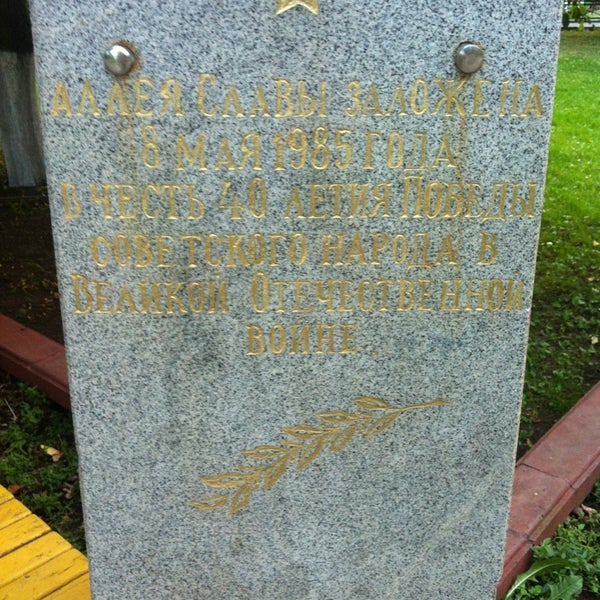 Аллея Славы заложена
8 мая 1985 года
в честь 40 летия Победы
советского народа в
Великой Отечественной
войне